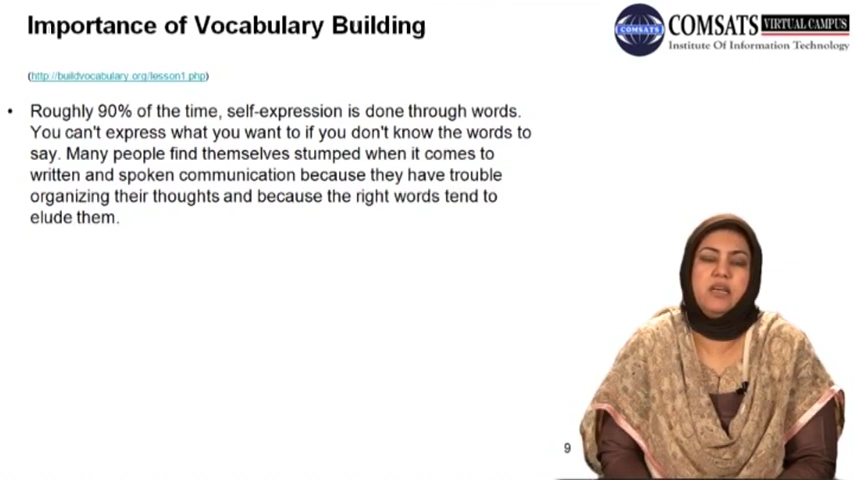 Importance of Vocabulary Building
COMSATS
COMSATS VIRTUAL CAMPUS
Institute Of Information Technology
(http://buildvocabulary.org/lesson1.php)
• Roughly 90% of the time, self-expression is done through words.
You can't express what you want to if you don't know the words to
say. Many people find themselves stumped when it comes to
written and spoken communication because they have trouble
organizing their thoughts and because the right words tend to
elude them.
9